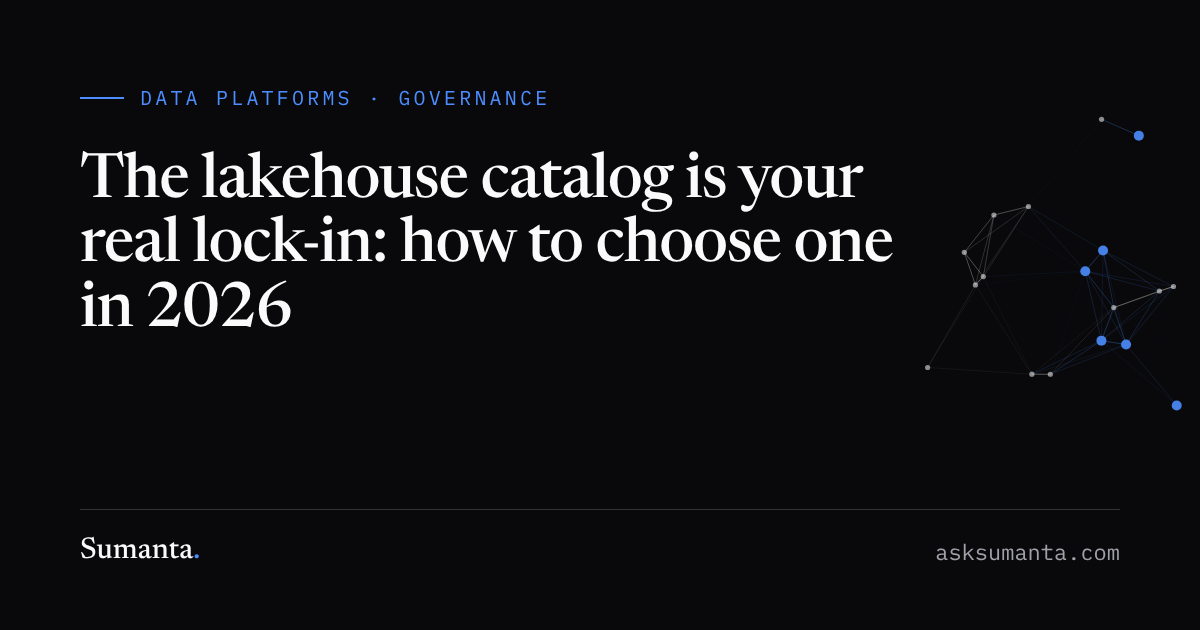 DATA PLATFORMS · GOVERNANCE
The lakehouse catalog is your
real lock-in: how to choose one
in 2026
Sumanta.
asksumanta.com